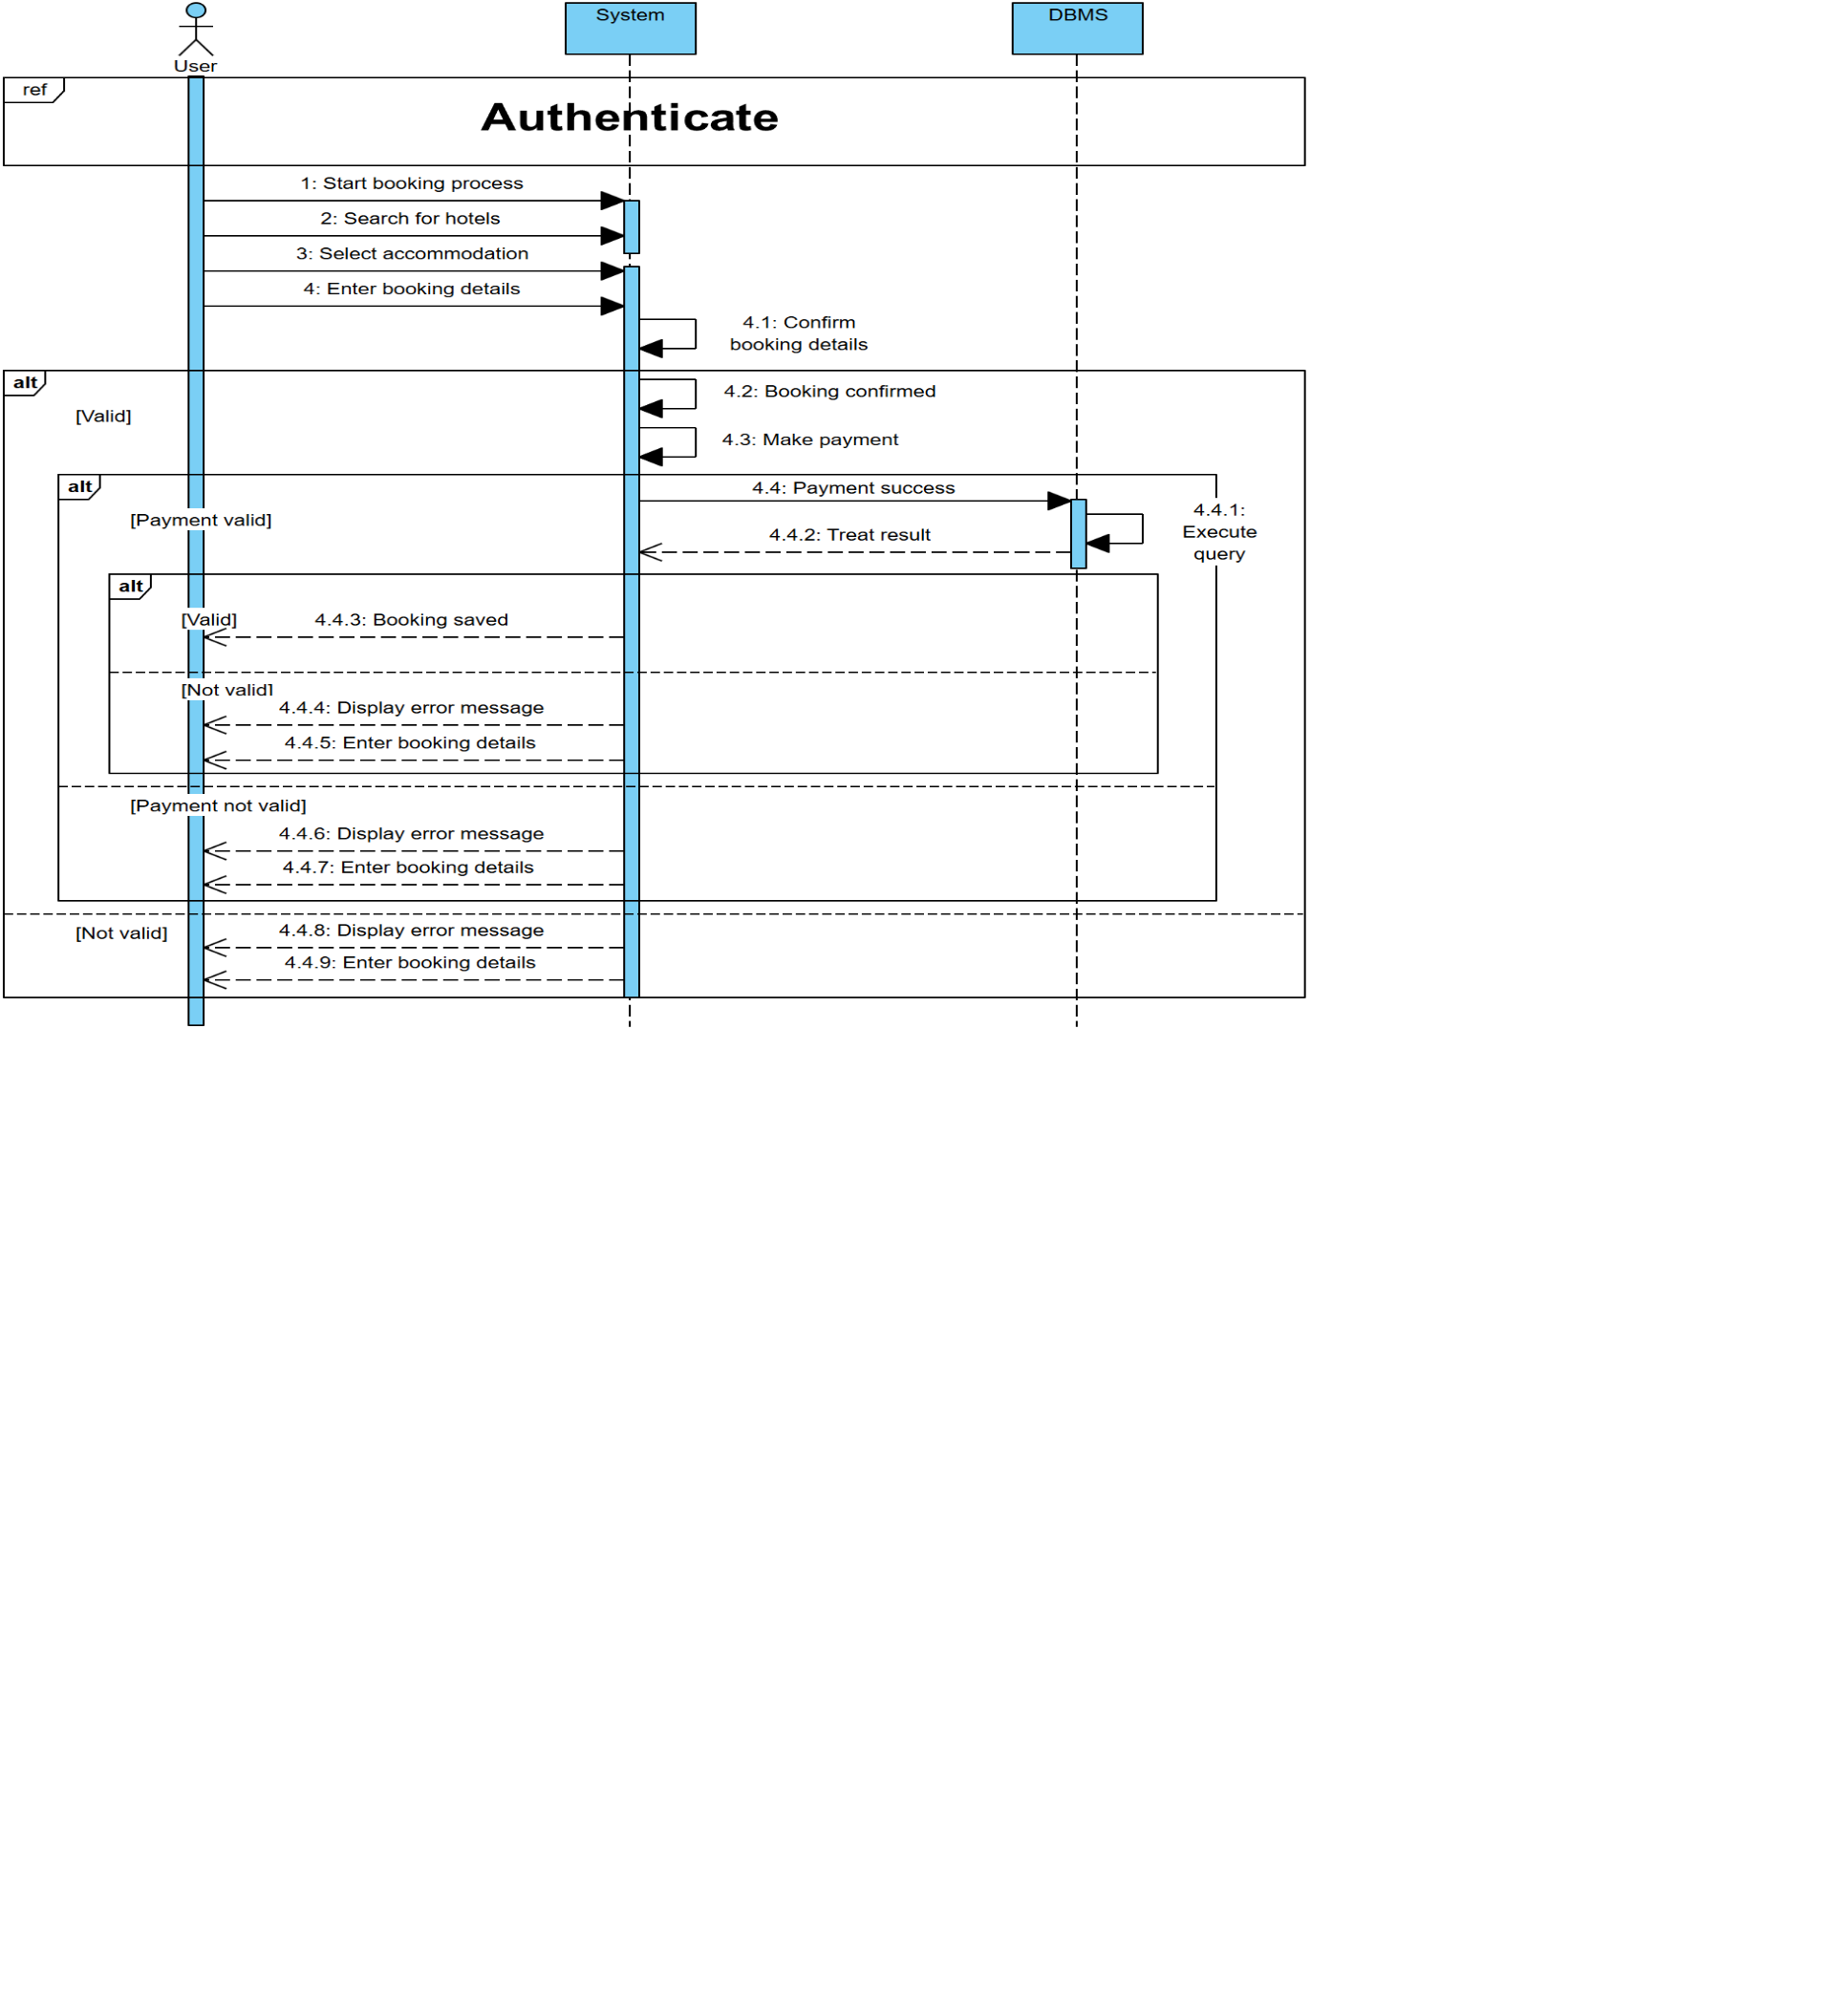 System
DBMS
User
ref
Authenticate
1: Start booking process
2: Search for hotels
3: Select accommodation
4: Enter booking details
4.1: Confirm
booking details
alt
[Valid]
4.2: Booking confirmed
4.3: Make payment
alt
[Payment valid]
4.4: Payment success
4.4.1:
Execute
query
4.4.2: Treat result
alt
[Valid]
4.4.3: Booking saved
[Not valid]
4.4.4: Display error message
4.4.5: Enter booking details
[Payment not valid]
4.4.6: Display error message
4.4.7: Enter booking details
[Not valid]
4.4.8: Display error message
4.4.9: Enter booking details